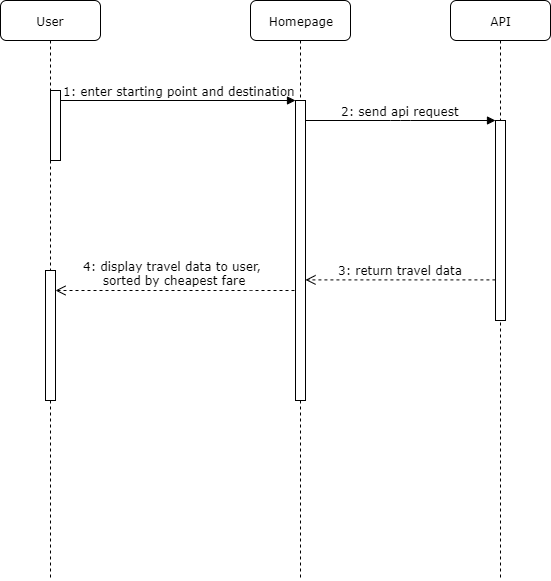 User
Homepage
API
1: enter starting point and destination
2: send api request
3: return travel data
4: display travel data to user,
sorted by cheapest fare